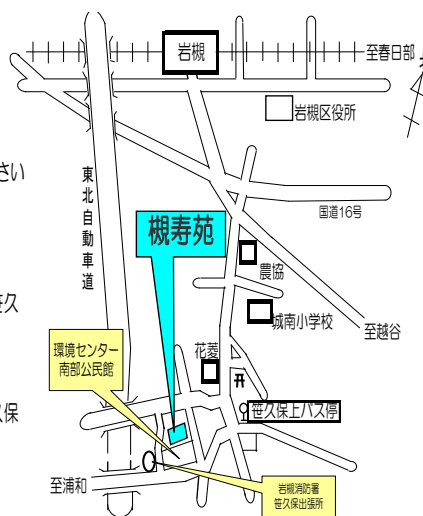 岩槻
至春日部
岩槻区役所
さい
東北自動車道
国道16号
槻寿苑
農協
笹久
城南小学校
至越谷
環境センター
南部公民館
花菱
久保
笹久保上バス停
至浦和
岩槻消防署
笹久保出張所